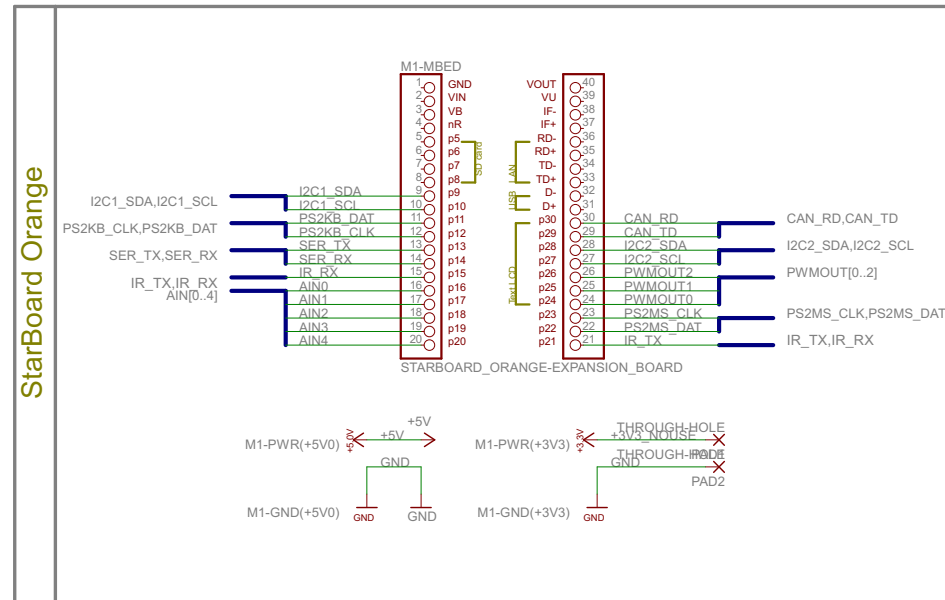 StarBoard Orange
M1-MBED
1 GND
2 VIN
3 VB
4 nR
5 p5
6 p6
7 p7
8 p8
SD card
I2C1_SDA 9 p9
I2C1_SDA,I2C1_SCL
I2C1_SCL 10 p10
PS2KB_DAT 11 p11
PS2KB_CLK,PS2KB_DAT
PS2KB_CLK 12 p12
SER_TX 13 p13
SER_TX,SER_RX
SER_RX 14 p14
IR_TX,IR_RX
IR_RX 15 p15
AIN[0..4]
AIN0 16 p16
AIN1 17 p17
AIN2 18 p18
AIN3 19 p19
AIN4 20 p20
VOUT 40
VU 39
IF- 38
IF+ 37
RD- 36
RD+ 35
TD- 34
TD+ 33
LAN
D- 32
D+ 31
USB
p30 30 CAN_RD
CAN_RD,CAN_TD
p29 29 CAN_TD
p28 28 I2C2_SDA
I2C2_SDA,I2C2_SCL
p27 27 I2C2_SCL
p26 26 PWMOUT2
PWMOUT[0..2]
p25 25 PWMOUT1
p24 24 PWMOUT0
Text LCD
p23 23 PS2MS_CLK
PS2MS_CLK,PS2MS_DAT
p22 22 PS2MS_DAT
p21 21 IR_TX
IR_TX,IR_RX
STARBOARD_ORANGE-EXPANSION_BOARD
+5V
M1-PWR(+5V0) +5.0V +5V
GND
M1-GND(+5V0) GND GND
THROUGH-HOLE
M1-PWR(+3V3) +3.3V +3V3_NOUSE
THROUGH-HOLE
PAD1
GND
PAD2
M1-GND(+3V3) GND